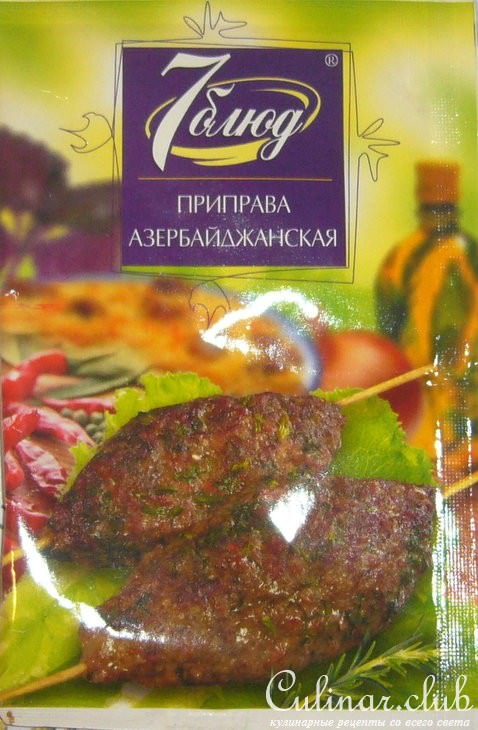 7 блюд®
ПРИПРАВА
АЗЕРБАЙДЖАНСКАЯ
Culinar.club
кулинарные рецепты со всего света